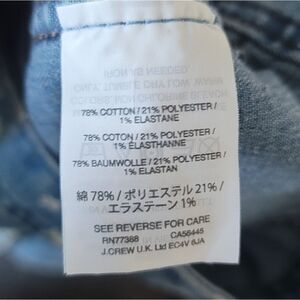 78% COTTON / 21% POLYESTER /
1% ELASTANE
78% COTON / 21% POLYESTER /
1% ÉLASTHANNE
78% BAUMWOLLE / 21% POLYESTER /
1% ELASTAN
綿 78% / ポリエステル 21% /
エラステーン 1%
SEE REVERSE FOR CARE
RN77388 CA56445
J.CREW U.K. Ltd EC4V 6JA